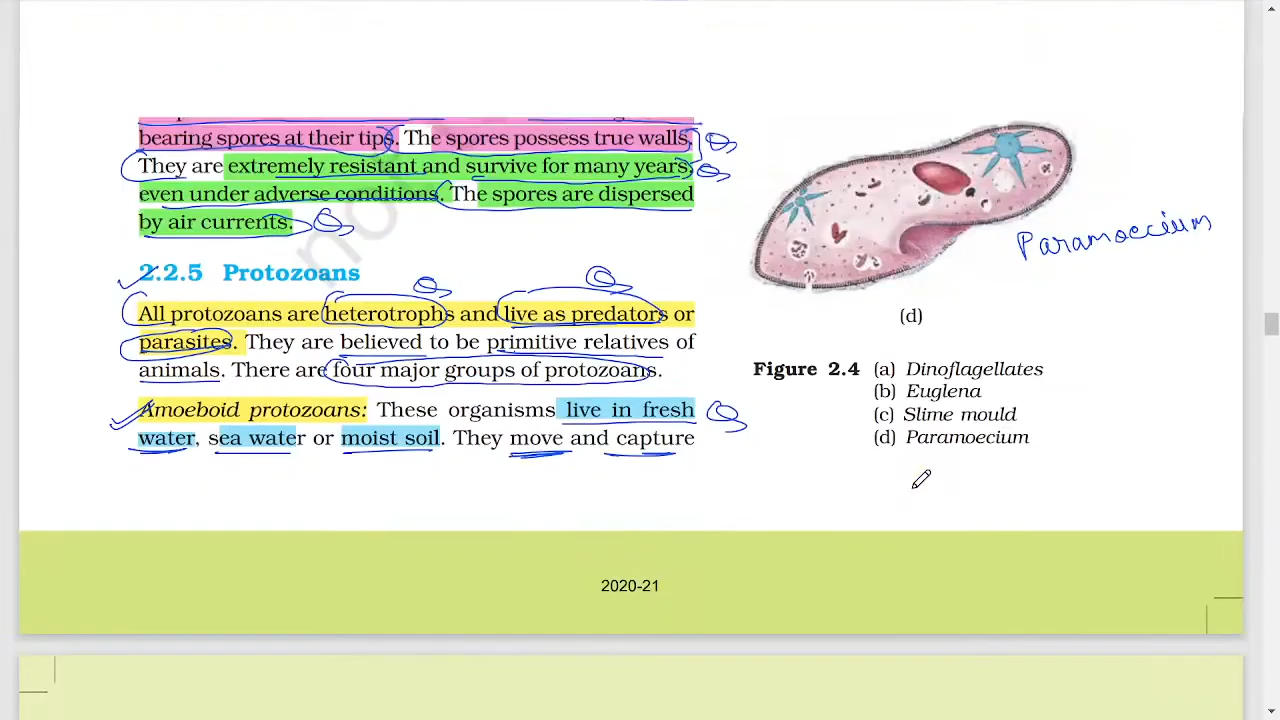 bearing spores at their tips. The spores possess true walls.
They are extremely resistant and survive for many years,
even under adverse conditions. The spores are dispersed
by air currents.
Paramoecium
2.2.5 Protozoans
All protozoans are heterotrophs and live as predators or
parasites. They are believed to be primitive relatives of
animals. There are four major groups of protozoans.
Amoeboid protozoans: These organisms live in fresh
water, sea water or moist soil. They move and capture
(d)
Figure 2.4 (a) Dinoflagellates
(b) Euglena
(c) Slime mould
(d) Paramoecium
2020-21